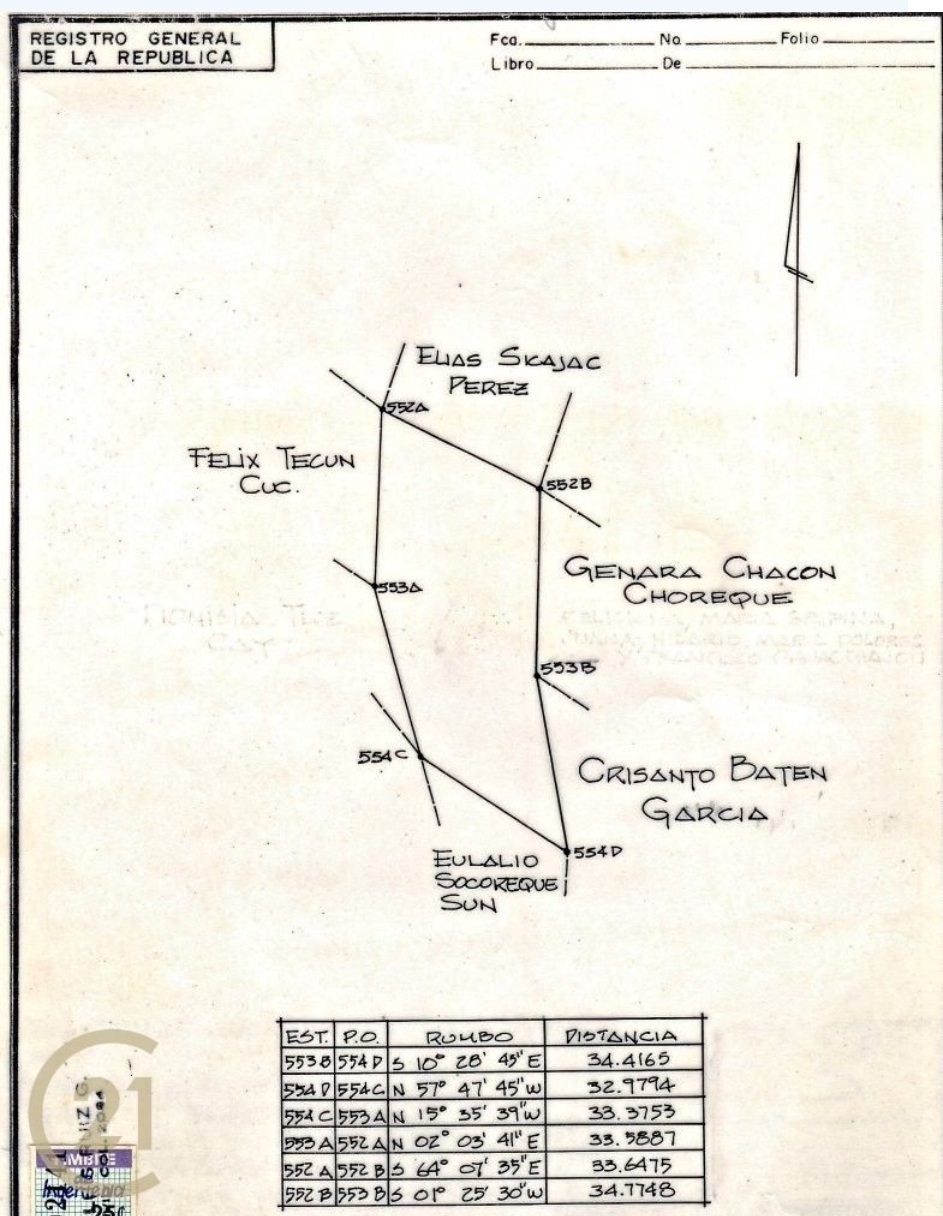 REGISTRO GENERAL
DE LA REPUBLICA
Fca. No Folio
Libro De
ELIAS SICAJAC
PEREZ
552A
FELIX TECUN
CUC.
552B
GENARA CHACON
CHOREQUE
553A
553B
554C
CRISANTO BATEN
GARCIA
554D
EULALIO
SOCOREQUE
SUN
EST. P.O. RUMBO DISTANCIA
553B 554D S 10° 28' 45" E 34.4165
554D 554C N 57° 47' 45" W 32.9794
554C 553A N 15° 35' 39" W 33.3753
553A 552A N 02° 03' 41" E 33.5887
552A 552B S 64° 07' 35" E 33.6475
552B 553B S 01° 25' 30" W 34.7748
21